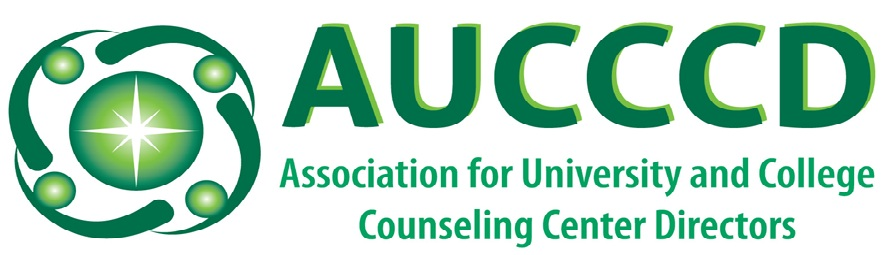 AUCCCD
Association for University and College
Counseling Center Directors